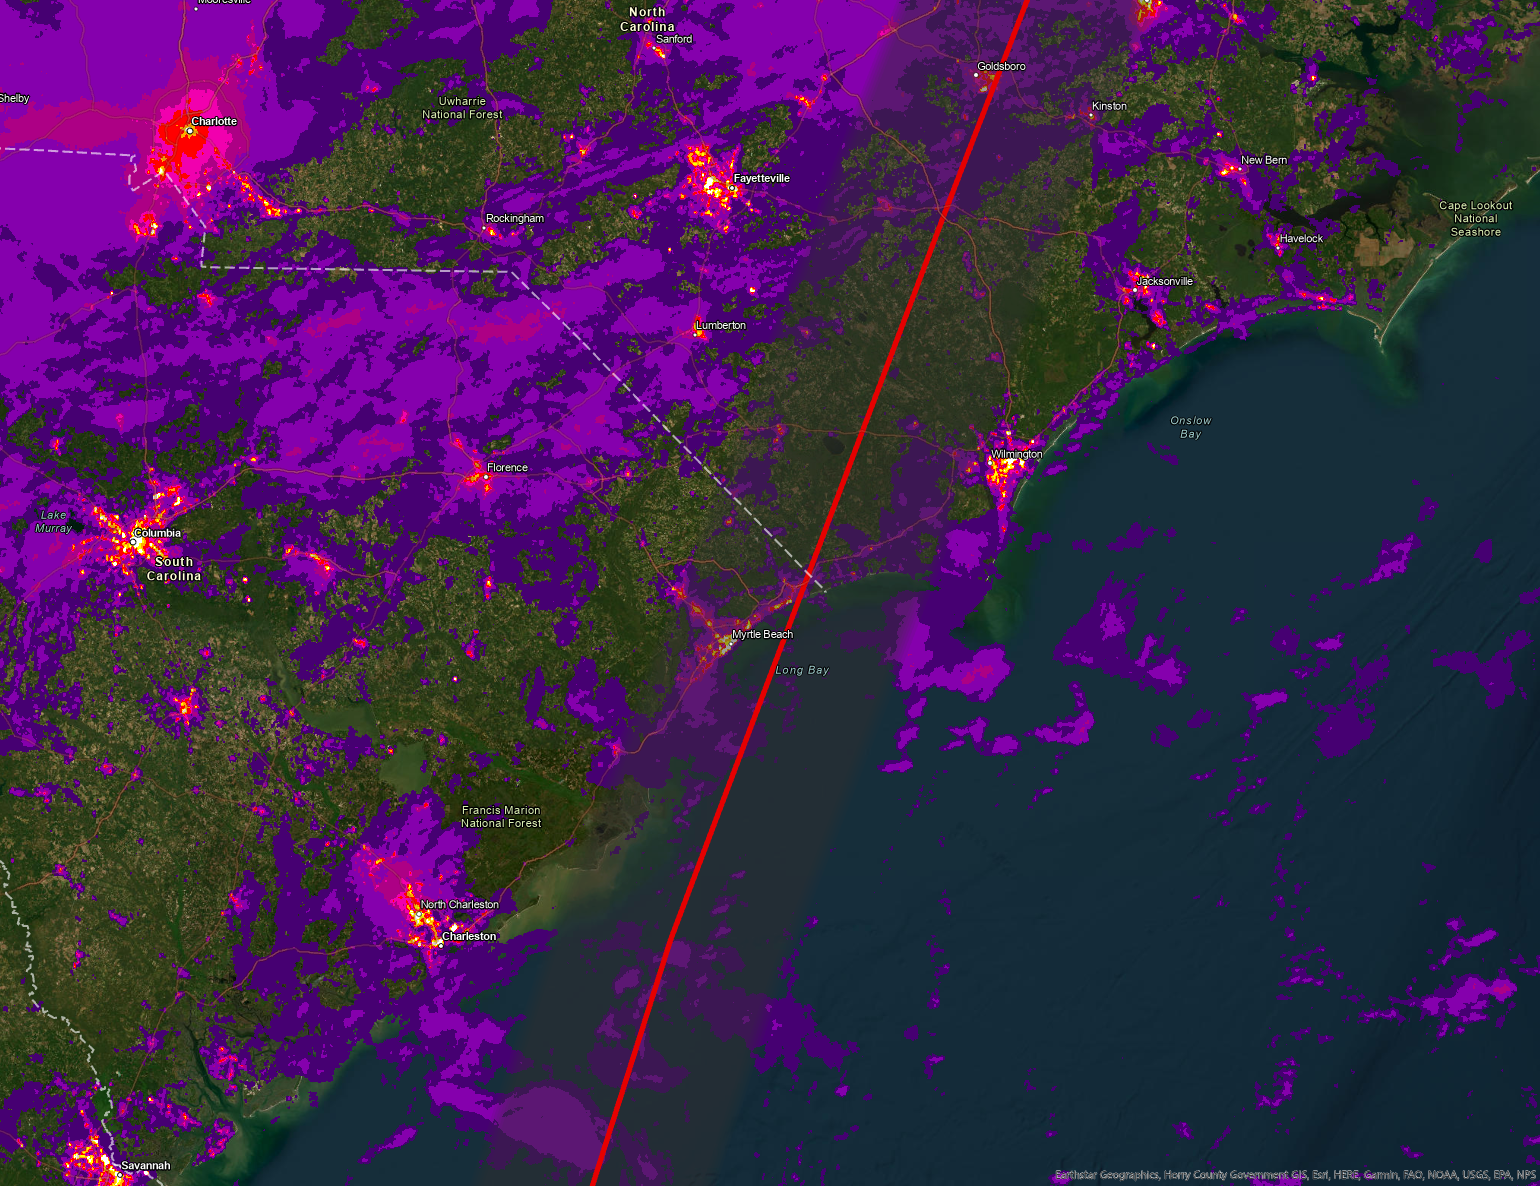 Mooresville
North
Carolina
Sanford
Goldsboro
Shelby
Uwharrie
National Forest
Kinston
Charlotte
New Bern
Fayetteville
Cape Lookout
National
Seashore
Rockingham
Havelock
Jacksonville
Lumberton
Onslow
Bay
Wilmington
Florence
Lake
Murray
Columbia
South
Carolina
Myrtle Beach
Long Bay
Francis Marion
National Forest
North Charleston
Charleston
Savannah
Earthstar Geographics, Horry County Government GIS, Esri, HERE, Garmin, FAO, NOAA, USGS, EPA, NPS